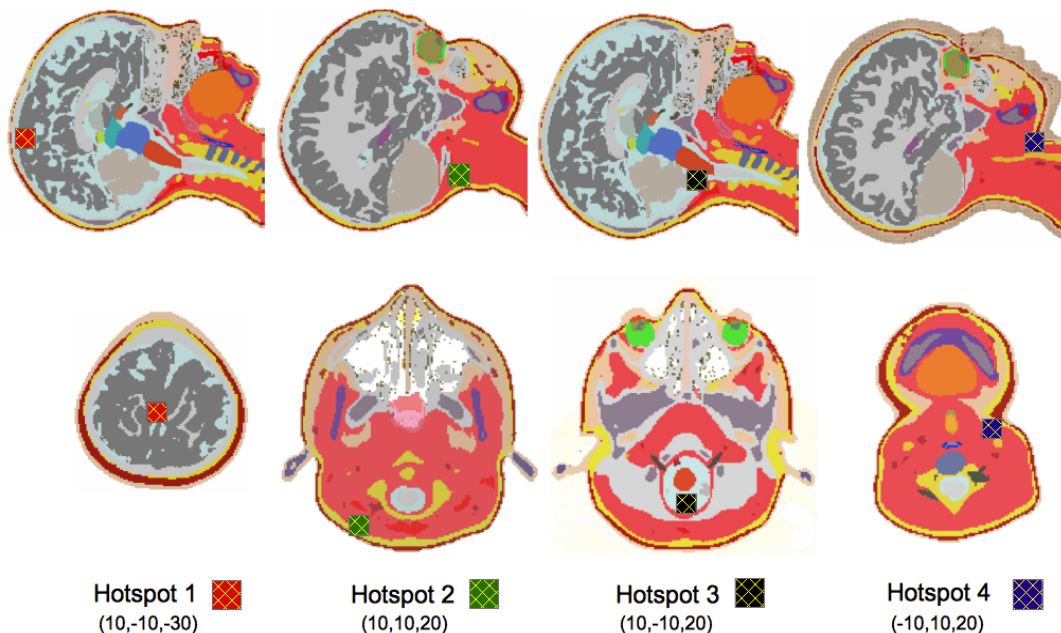 Hotspot 1
(10,-10,-30)
Hotspot 2
(10,10,20)
Hotspot 3
(10,-10,20)
Hotspot 4
(-10,10,20)